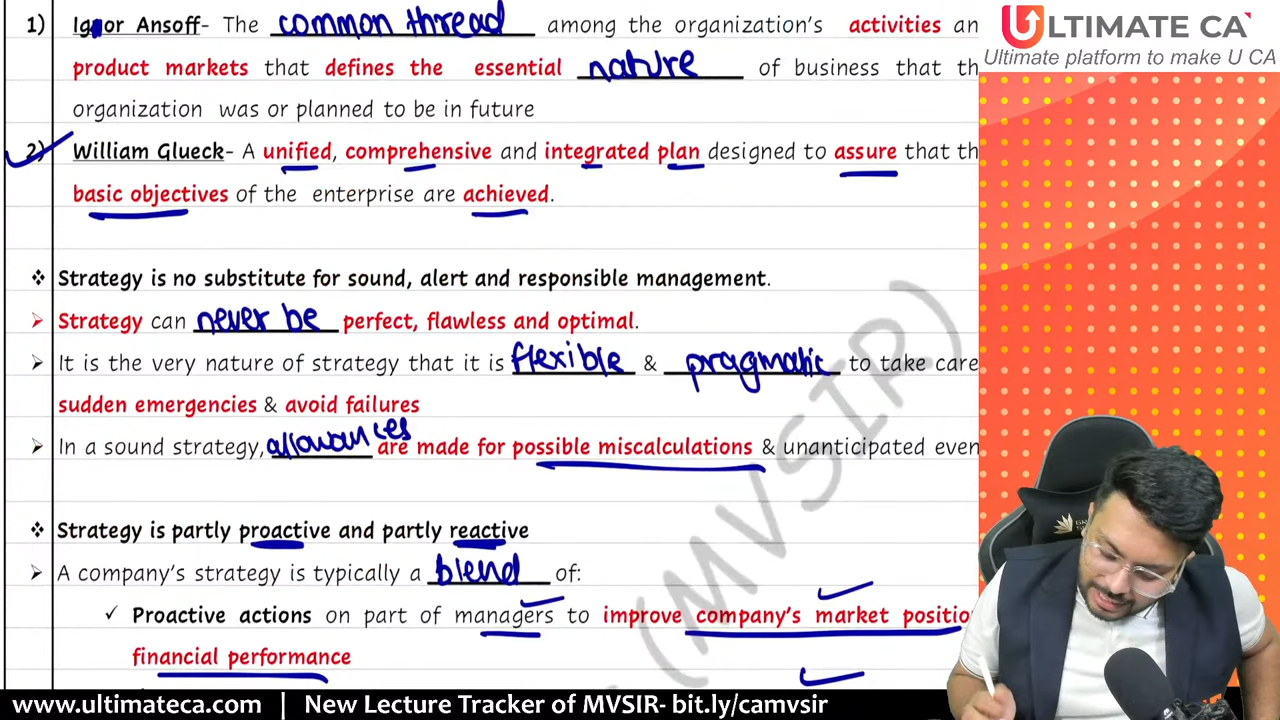 1) Igor Ansoff- The common thread among the organization's activities an
product markets that defines the essential nature of business that th
organization was or planned to be in future
2) William Glueck- A unified, comprehensive and integrated plan designed to assure that th
basic objectives of the enterprise are achieved.
❖ Strategy is no substitute for sound, alert and responsible management.
➤ Strategy can never be perfect, flawless and optimal.
➤ It is the very nature of strategy that it is flexible & pragmatic to take care
sudden emergencies & avoid failures
➤ In a sound strategy, allowances are made for possible miscalculations & unanticipated even
❖ Strategy is partly proactive and partly reactive
➤ A company's strategy is typically a blend of:
✓ Proactive actions on part of managers to improve company's market positio
financial performance
(MVSIR)
ULTIMATE CA
Ultimate platform to make U CA
www.ultimateca.com | New Lecture Tracker of MVSIR- bit.ly/camvsir